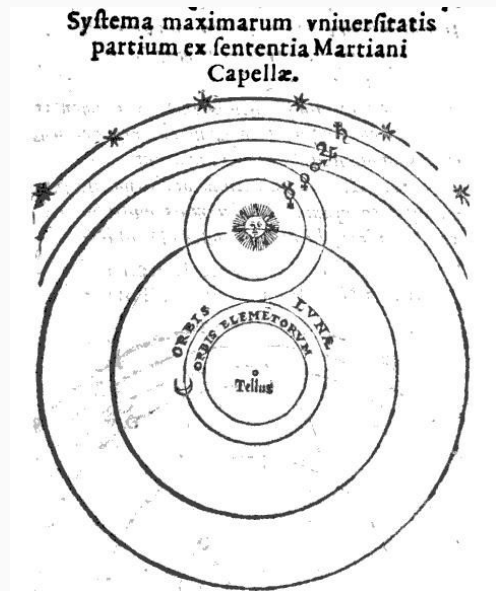 Syſtema maximarum vniuerſitatis
partium ex ſententia Martiani
Capellæ.
♄
♃
♂
♀
☿
ORBIS LVNÆ
ORBIS ELEMETORVM
Tellus